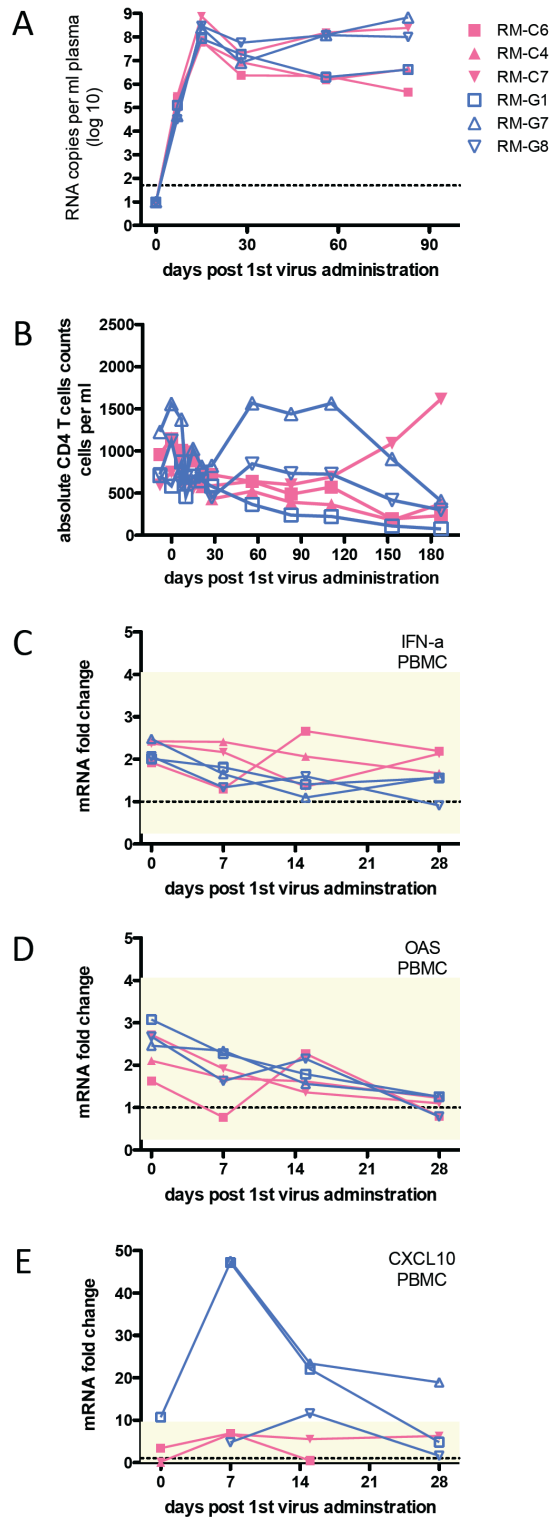 A
RNA copies per ml plasma
(log 10)
9
8
7
6
5
4
3
2
1
0
0 30 60 90
days post 1st virus administration
RM-C6
RM-C4
RM-C7
RM-G1
RM-G7
RM-G8
B
absolute CD4 T cells counts
cells per ml
2500
2000
1500
1000
500
0
0 30 60 90 120 150 180
days post 1st virus administration
C
IFN-a
PBMC
mRNA fold change
5
4
3
2
1
0
0 7 14 21 28
days post 1st virus adminstration
D
OAS
PBMC
mRNA fold change
5
4
3
2
1
0
0 7 14 21 28
days post 1st virus adminstration
E
CXCL10
PBMC
mRNA fold change
50
40
30
20
10
0
0 7 14 21 28
days post 1st virus adminstration